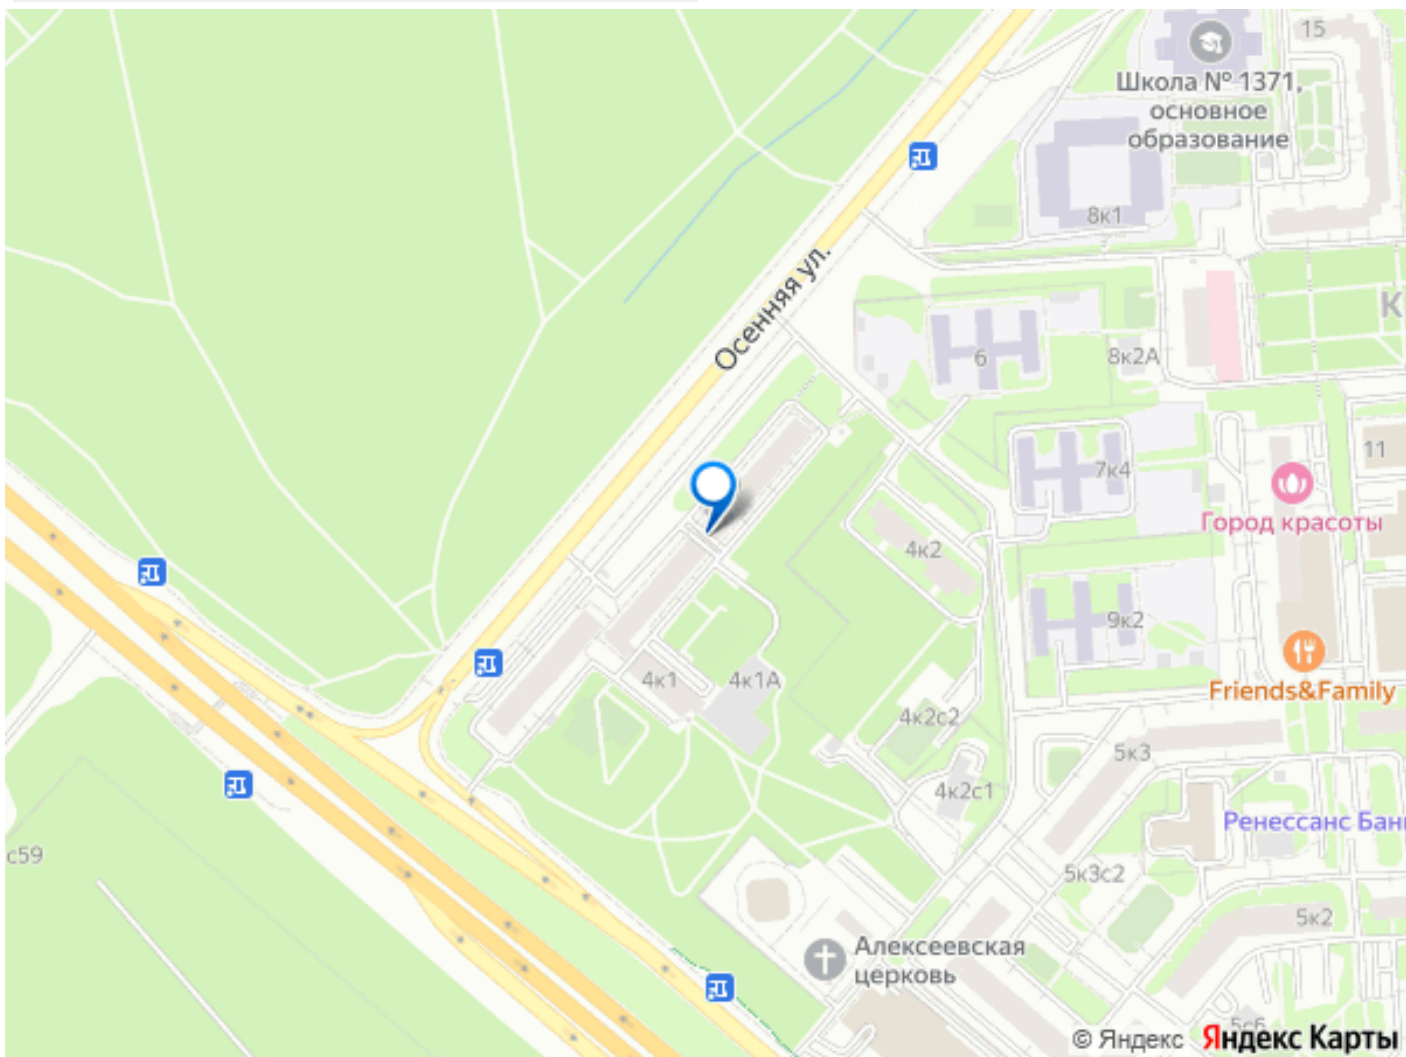 15
Школа № 1371,
основное
образование
8к1
Осенняя ул.
К
6
8к2А
11
7к4
Город красоты
4к2
9к2
4к1
4к1А
Friends&Family
4к2с2
5к3
4к2с1
Ренессанс Бан
с59
5к3с2
5к2
Алексеевская
церковь
5с6
© Яндекс Яндекс Карты